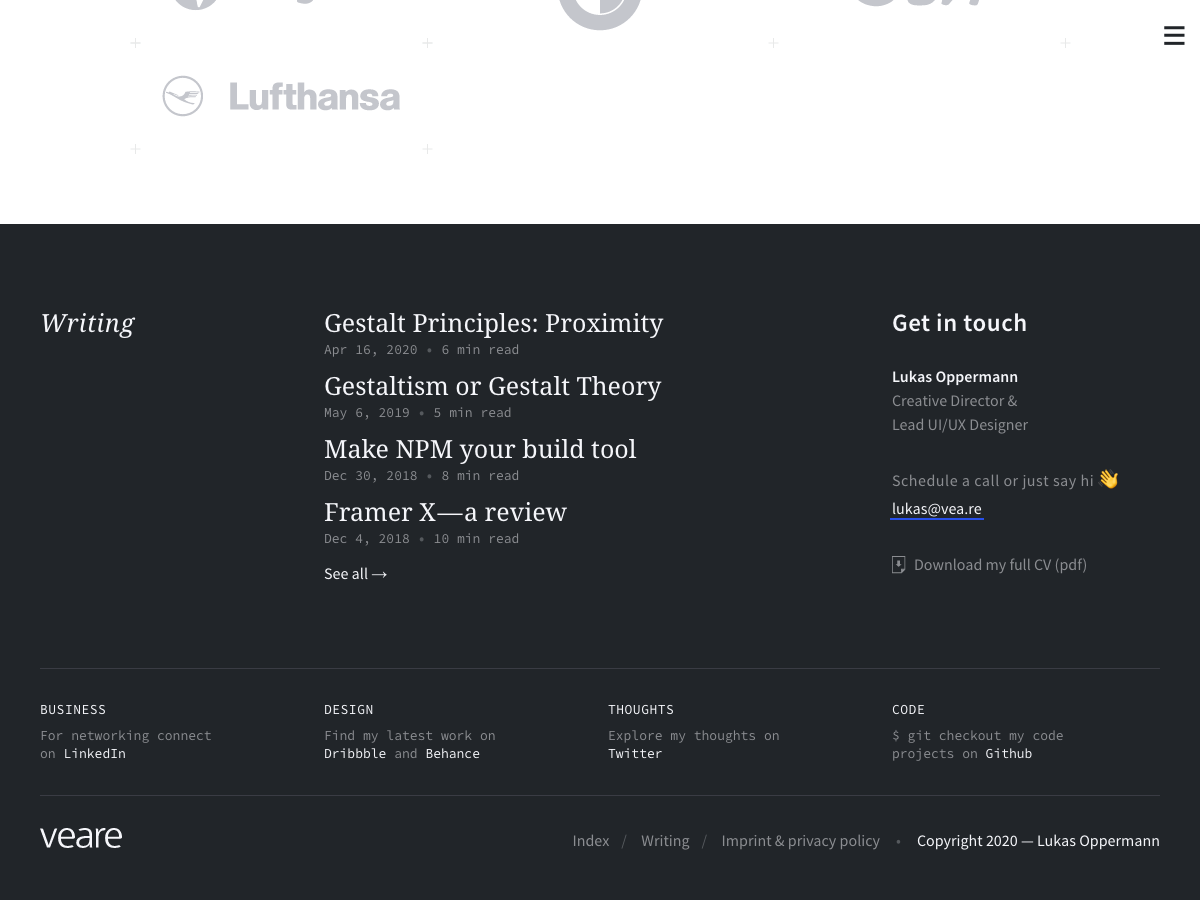 Lufthansa
Writing
Gestalt Principles: Proximity
Apr 16, 2020 • 6 min read
Gestaltism or Gestalt Theory
May 6, 2019 • 5 min read
Make NPM your build tool
Dec 30, 2018 • 8 min read
Framer X—a review
Dec 4, 2018 • 10 min read
See all →
Get in touch
Lukas Oppermann
Creative Director &
Lead UI/UX Designer
Schedule a call or just say hi 👋
lukas@vea.re
Download my full CV (pdf)
BUSINESS
For networking connect
on LinkedIn
DESIGN
Find my latest work on
Dribbble and Behance
THOUGHTS
Explore my thoughts on
Twitter
CODE
$ git checkout my code
projects on Github
veare
Index / Writing / Imprint & privacy policy • Copyright 2020 — Lukas Oppermann